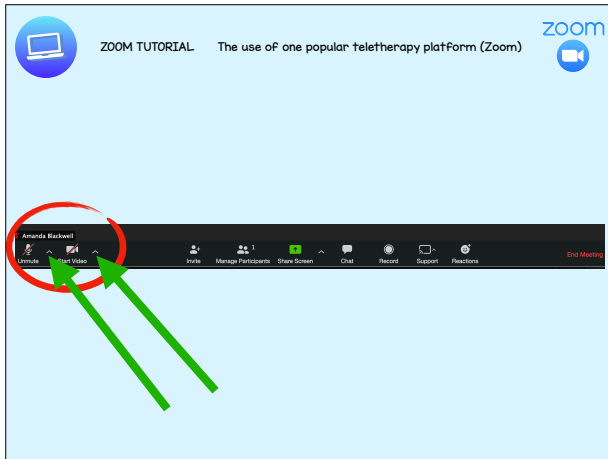 ZOOM TUTORIAL The use of one popular teletherapy platform (Zoom)
zoom
Amanda Blackwell
1
Unmute Start Video Invite Manage Participants Share Screen Chat Record Support Reactions End Meeting